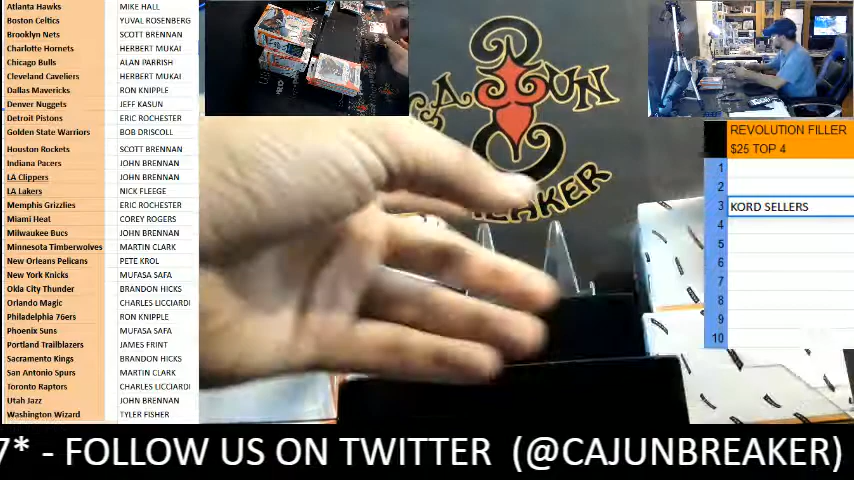 Atlanta Hawks MIKE HALL
Boston Celtics YUVAL ROSENBERG
Brooklyn Nets SCOTT BRENNAN
Charlotte Hornets HERBERT MUKAI
Chicago Bulls ALAN PARRISH
Cleveland Cavaliers HERBERT MUKAI
Dallas Mavericks RON KNIPPLE
Denver Nuggets JEFF KASUN
Detroit Pistons ERIC ROCHESTER
Golden State Warriors BOB DRISCOLL
Houston Rockets SCOTT BRENNAN
Indiana Pacers JOHN BRENNAN
LA Clippers JOHN BRENNAN
LA Lakers NICK FLEEGE
Memphis Grizzlies ERIC ROCHESTER
Miami Heat COREY ROGERS
Milwaukee Bucs JOHN BRENNAN
Minnesota Timberwolves MARTIN CLARK
New Orleans Pelicans PETE KROL
New York Knicks MUFASA SAFA
Olda City Thunder BRANDON HICKS
Orlando Magic CHARLES LICCIARDI
Philadelphia 76ers RON KNIPPLE
Phoenix Suns MUFASA SAFA
Portland Trailblazers JAMES FRINT
Sacramento Kings BRANDON HICKS
San Antonio Spurs MARTIN CLARK
Toronto Raptors CHARLES LICCIARDI
Utah Jazz JOHN BRENNAN
Washington Wizard TYLER FISHER
CAJUN
BREAKER
REVOLUTION FILLER
$25 TOP 4
1
2
3 KORD SELLERS
4
5
6
7
8
9
10
7* - FOLLOW US ON TWITTER (@CAJUNBREAKER)